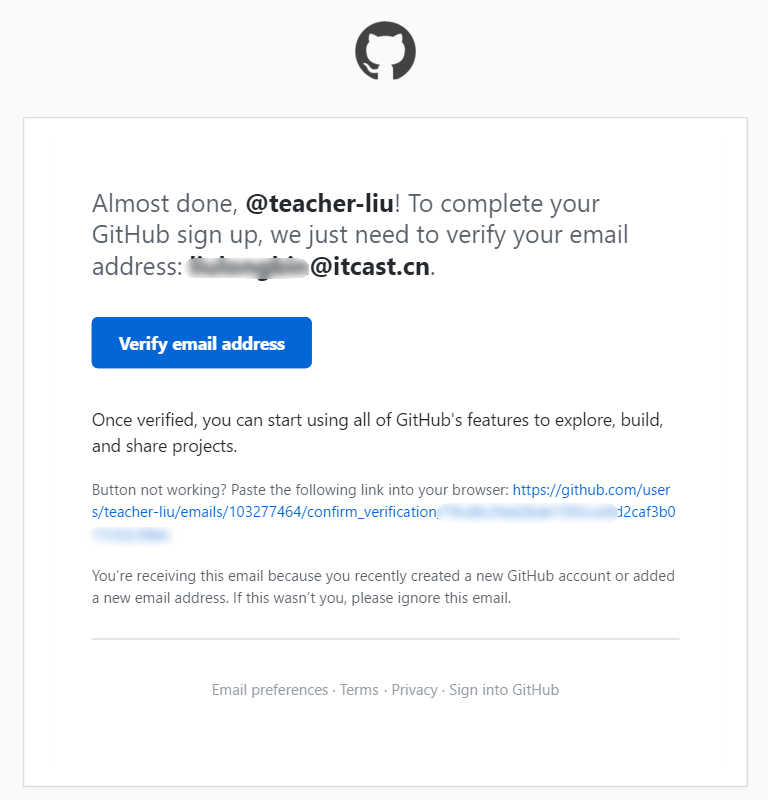 Almost done, @teacher-liu! To complete your
GitHub sign up, we just need to verify your email
address: @itcast.cn.
Verify email address
Once verified, you can start using all of GitHub's features to explore, build,
and share projects.
Button not working? Paste the following link into your browser: https://github.com/user
s/teacher-liu/emails/103277464/confirm_verification d2caf3b0
You’re receiving this email because you recently created a new GitHub account or added
a new email address. If this wasn’t you, please ignore this email.
Email preferences · Terms · Privacy · Sign into GitHub